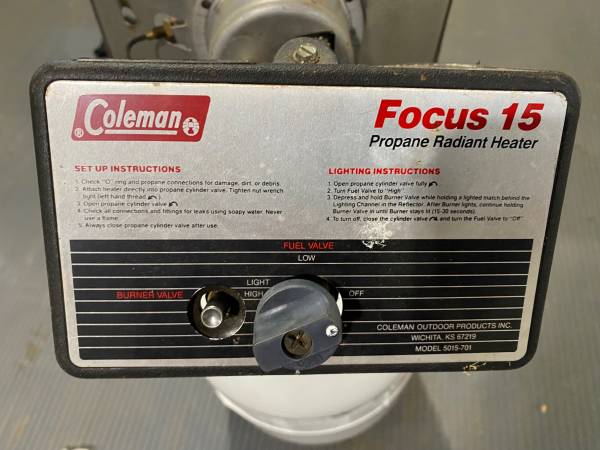 Coleman
®
Focus 15
Propane Radiant Heater
SET UP INSTRUCTIONS
1. Check "O" ring and propane connections for damage, dirt, or debris.
2. Attach heater directly into propane cylinder valve. Tighten nut wrench
tight (left hand thread ).
3. Open propane cylinder valve
4. Check all connections and fittings for leaks using soapy water. Never
use a flame.
5. Always close propane cylinder valve after use.
LIGHTING INSTRUCTIONS
1. Open propane cylinder valve fully
2. Turn Fuel Valve to "High".
3. Depress and hold Burner Valve while holding a lighted match behind the
Lighting Channel in the Reflector. After Burner lights, continue holding
Burner Valve in until Burner stays lit (15-30 seconds).
4. To turn off, close the cylinder valve and turn the Fuel Valve to "Off".
FUEL VALVE
LOW
LIGHT
HIGH
OFF
BURNER VALVE
COLEMAN OUTDOOR PRODUCTS INC.
WICHITA, KS 67219
MODEL 5015-701